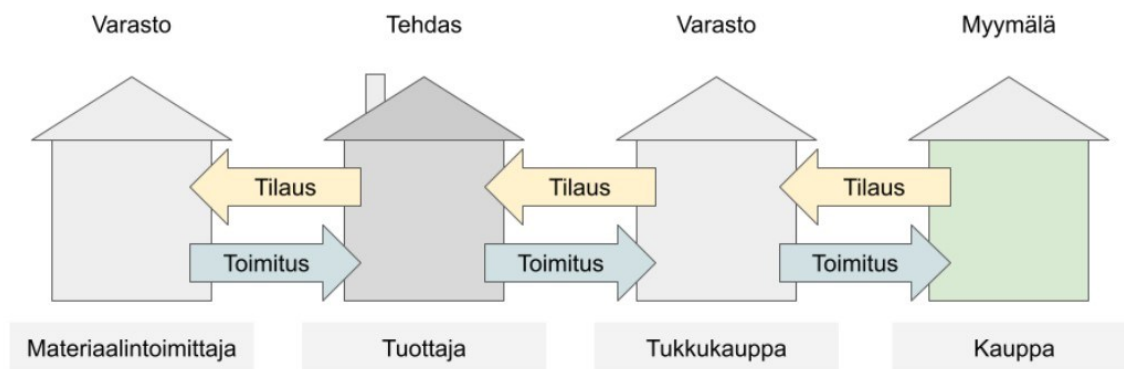 Varasto
Tehdas
Varasto
Myymälä
Tilaus
Tilaus
Tilaus
Toimitus
Toimitus
Toimitus
Materiaalintoimittaja
Tuottaja
Tukkukauppa
Kauppa